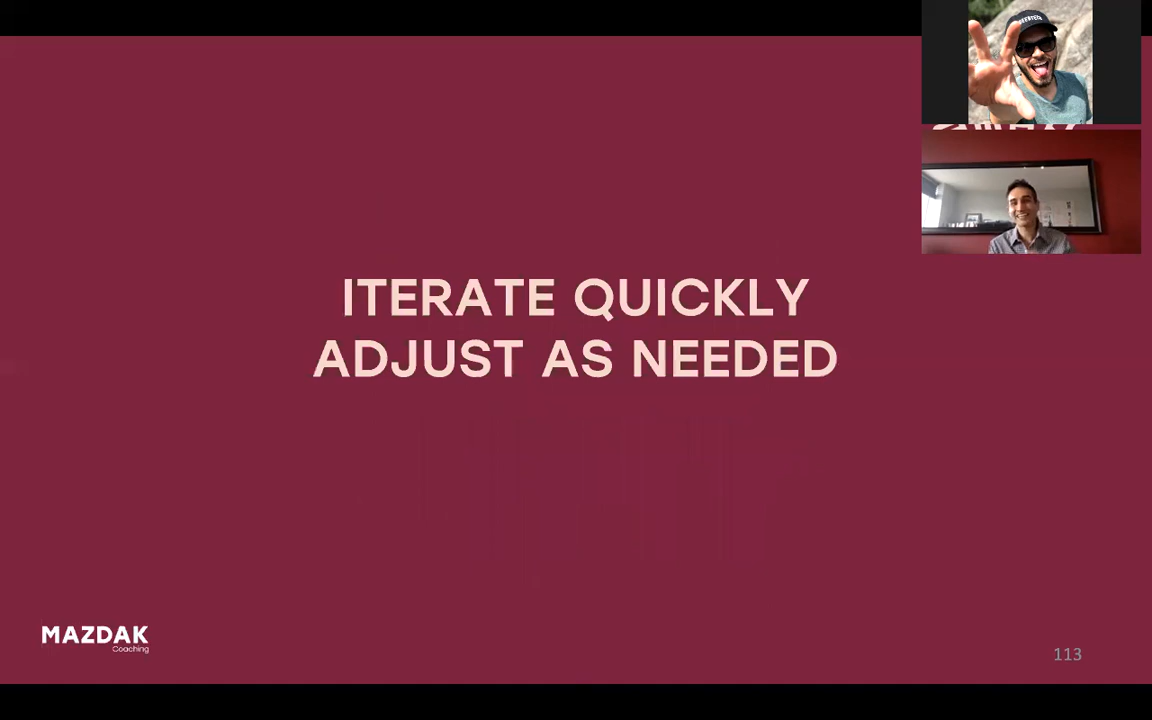 ITERATE QUICKLY
ADJUST AS NEEDED
MAZDAK
Coaching
113